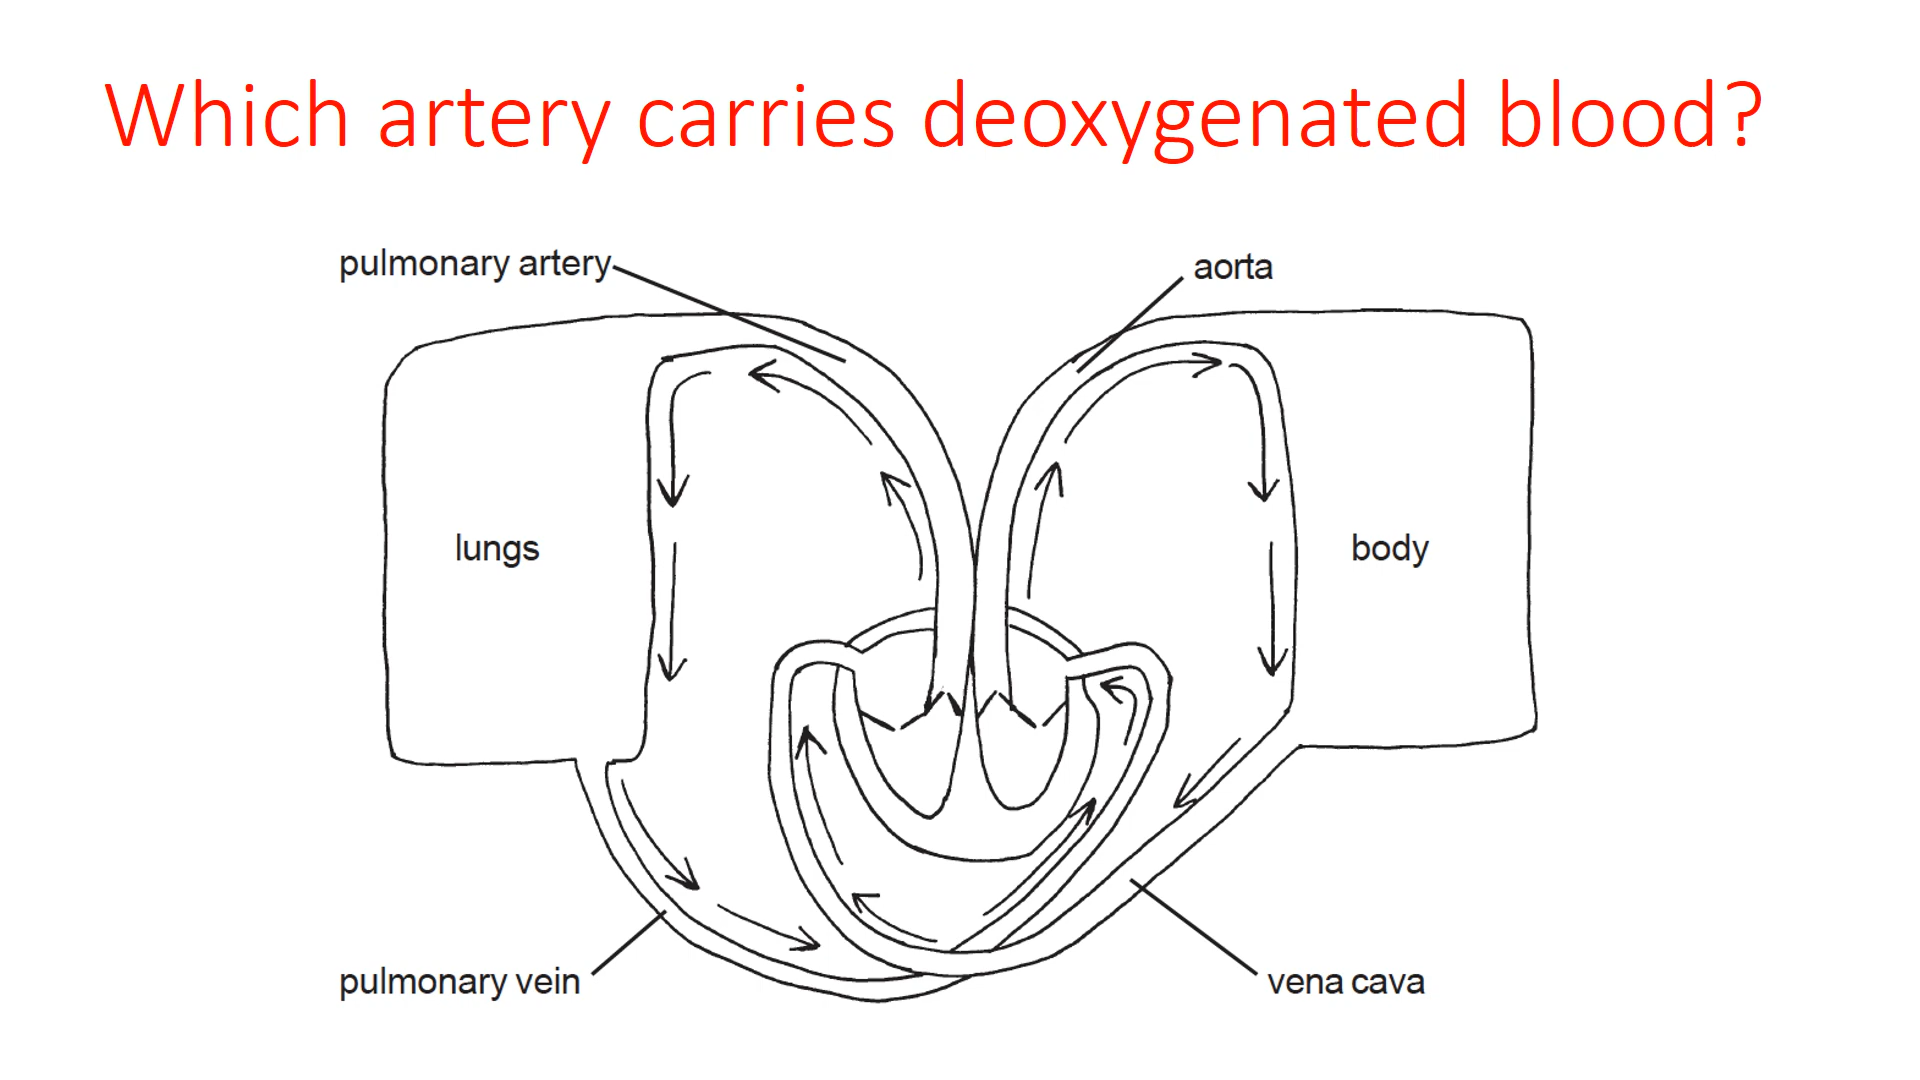 Which artery carries deoxygenated blood?
pulmonary artery
aorta
lungs
body
pulmonary vein
vena cava